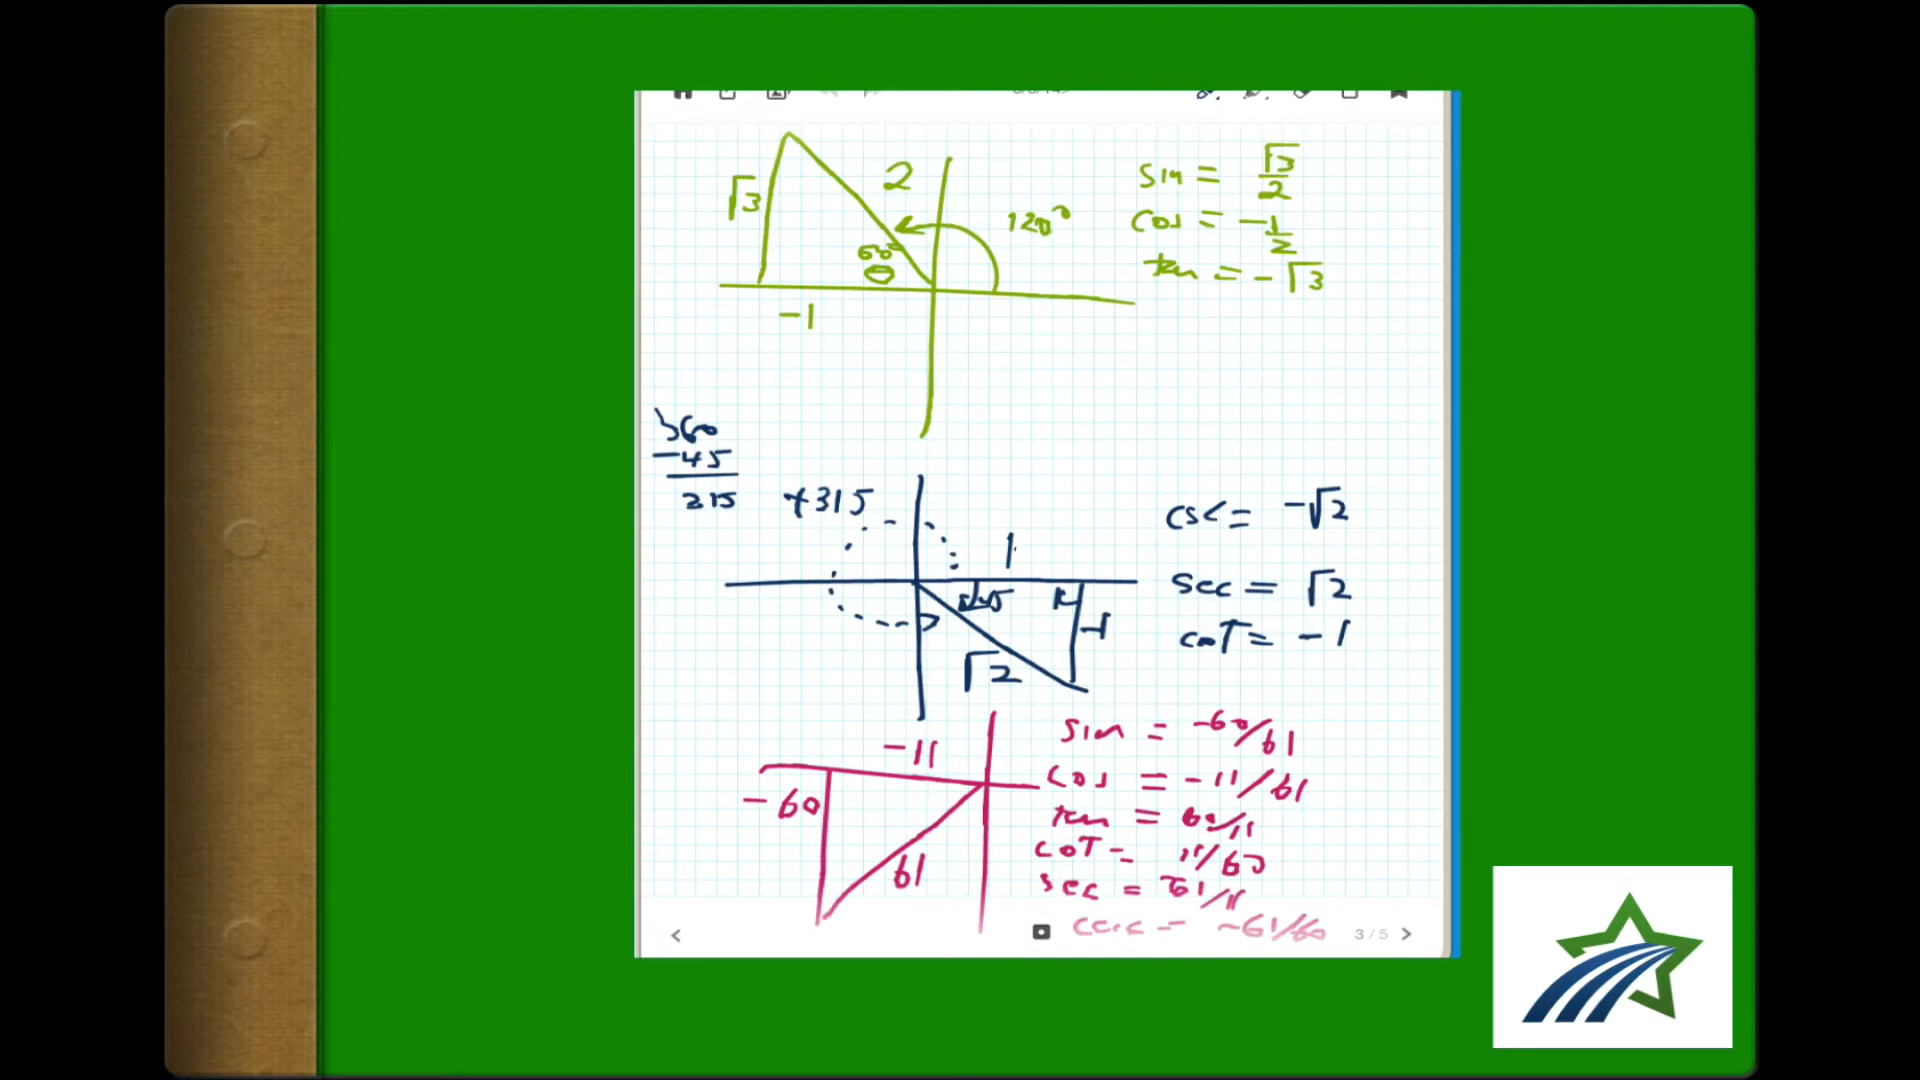 √3
2
120°
60°
θ
-1
sin = √3/2
cos = -1/2
tan = -√3
360
-45
315
+315
1
45
-1
√2
csc = -√2
sec = √2
cot = -1
-11
-60
61
sin = -60/61
cos = -11/61
tan = 60/11
cot = 11/60
sec = -61/11
csc = -61/60
3 / 5